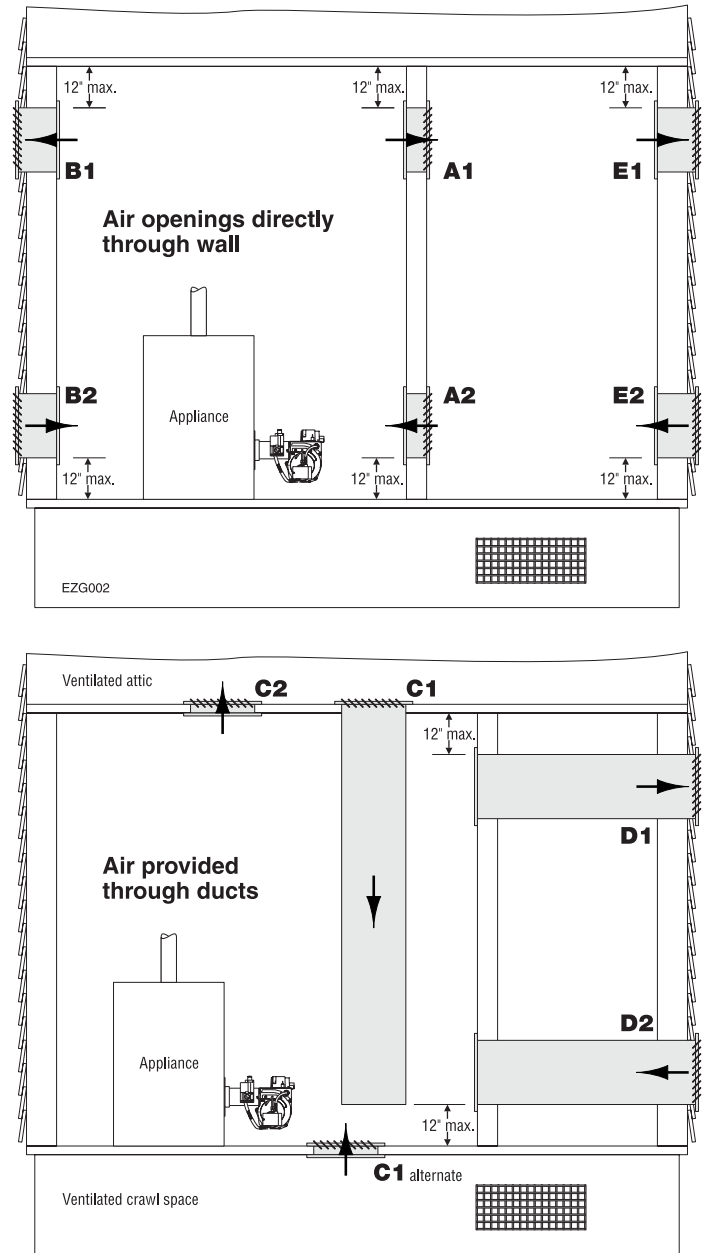 12" max.
12" max.
12" max.
B1
A1
E1
Air openings directly
through wall
B2
A2
E2
Appliance
12" max.
12" max.
12" max.
EZG002
Ventilated attic
C2
C1
12" max.
D1
Air provided
through ducts
D2
Appliance
12" max.
C1 alternate
Ventilated crawl space